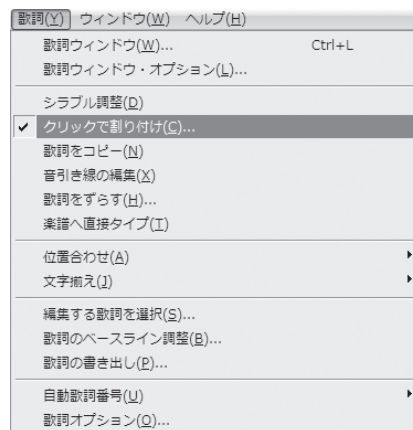 歌詞(Y) ウィンドウ(W) ヘルプ(H)
歌詞ウィンドウ(W)... Ctrl+L
歌詞ウィンドウ・オプション(L)...
シラブル調整(D)
クリックで割り付け(C)...
歌詞をコピー(N)
音引き線の編集(X)
歌詞をずらす(H)...
楽譜へ直接タイプ(T)
位置合わせ(A)
文字揃え(J)
編集する歌詞を選択(S)...
歌詞のベースライン調整(B)...
歌詞の書き出し(P)...
自動歌詞番号(U)
歌詞オプション(O)...